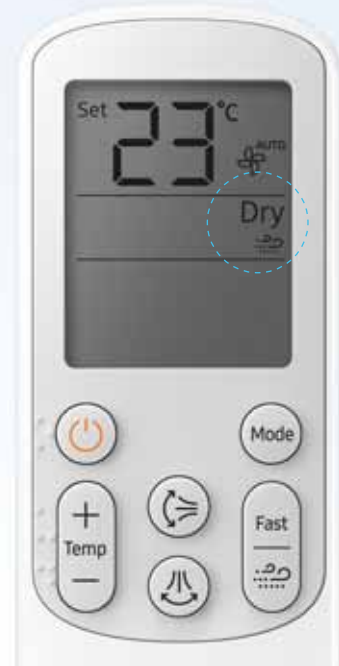 Set 23°C
AUTO
Dry
Mode
+
Temp
−
Fast